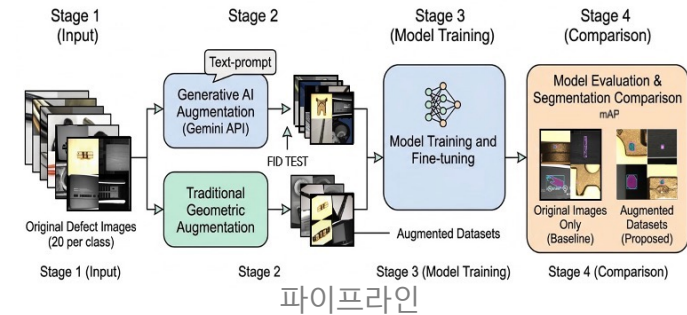 Stage 1
(Input)
Stage 2
Stage 3
(Model Training)
Stage 4
(Comparison)
Text-prompt
Generative AI
Augmentation
(Gemini API)
FID TEST
Traditional
Geometric
Augmentation
Original Defect Images
(20 per class)
Augmented Datasets
Model Training and
Fine-tuning
Model Evaluation &
Segmentation Comparison
mAP
Original Images
Only
(Baseline)
Augmented
Datasets
(Proposed)
Stage 1 (Input)
Stage 2
Stage 3 (Model Training)
Stage 4 (Comparison)
파이프라인